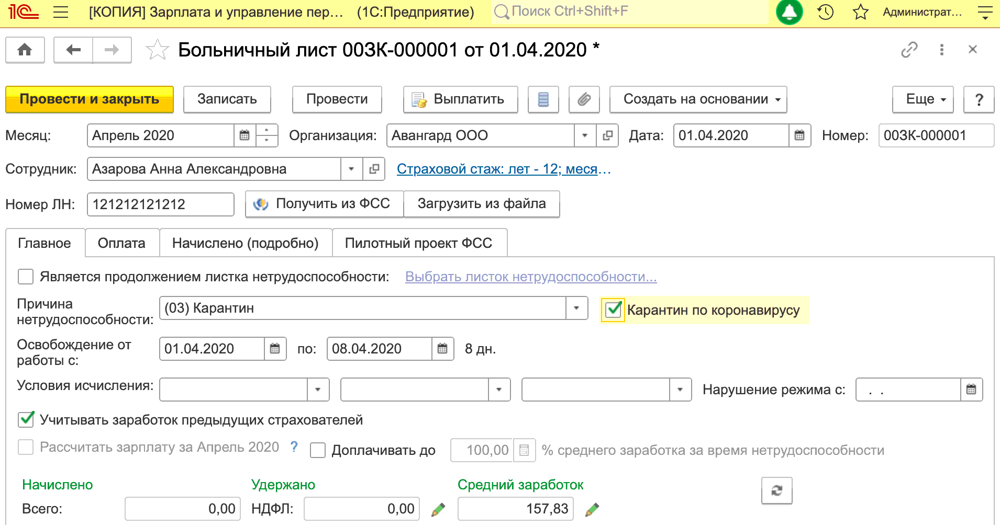 1С [КОПИЯ] Зарплата и управление пер... (1С:Предприятие) Поиск Ctrl+Shift+F Администрат...
Больничный лист 00ЗК-000001 от 01.04.2020 *
Провести и закрыть Записать Провести Выплатить Создать на основании Еще ?
Месяц: Апрель 2020 Организация: Авангард ООО Дата: 01.04.2020 Номер: 00ЗК-000001
Сотрудник: Азарова Анна Александровна Страховой стаж: лет - 12; меся...
Номер ЛН: 121212121212 Получить из ФСС Загрузить из файла
Главное Оплата Начислено (подробно) Пилотный проект ФСС
Является продолжением листка нетрудоспособности: Выбрать листок нетрудоспособности...
Причина
нетрудоспособности: (03) Карантин Карантин по коронавирусу
Освобождение от
работы с: 01.04.2020 по: 08.04.2020 8 дн.
Условия исчисления: Нарушение режима с: . .
Учитывать заработок предыдущих страхователей
Рассчитать зарплату за Апрель 2020 ? Доплачивать до 100,00 % среднего заработка за время нетрудоспособности
Начислено Удержано Средний заработок
Всего: 0,00 НДФЛ: 0,00 157,83